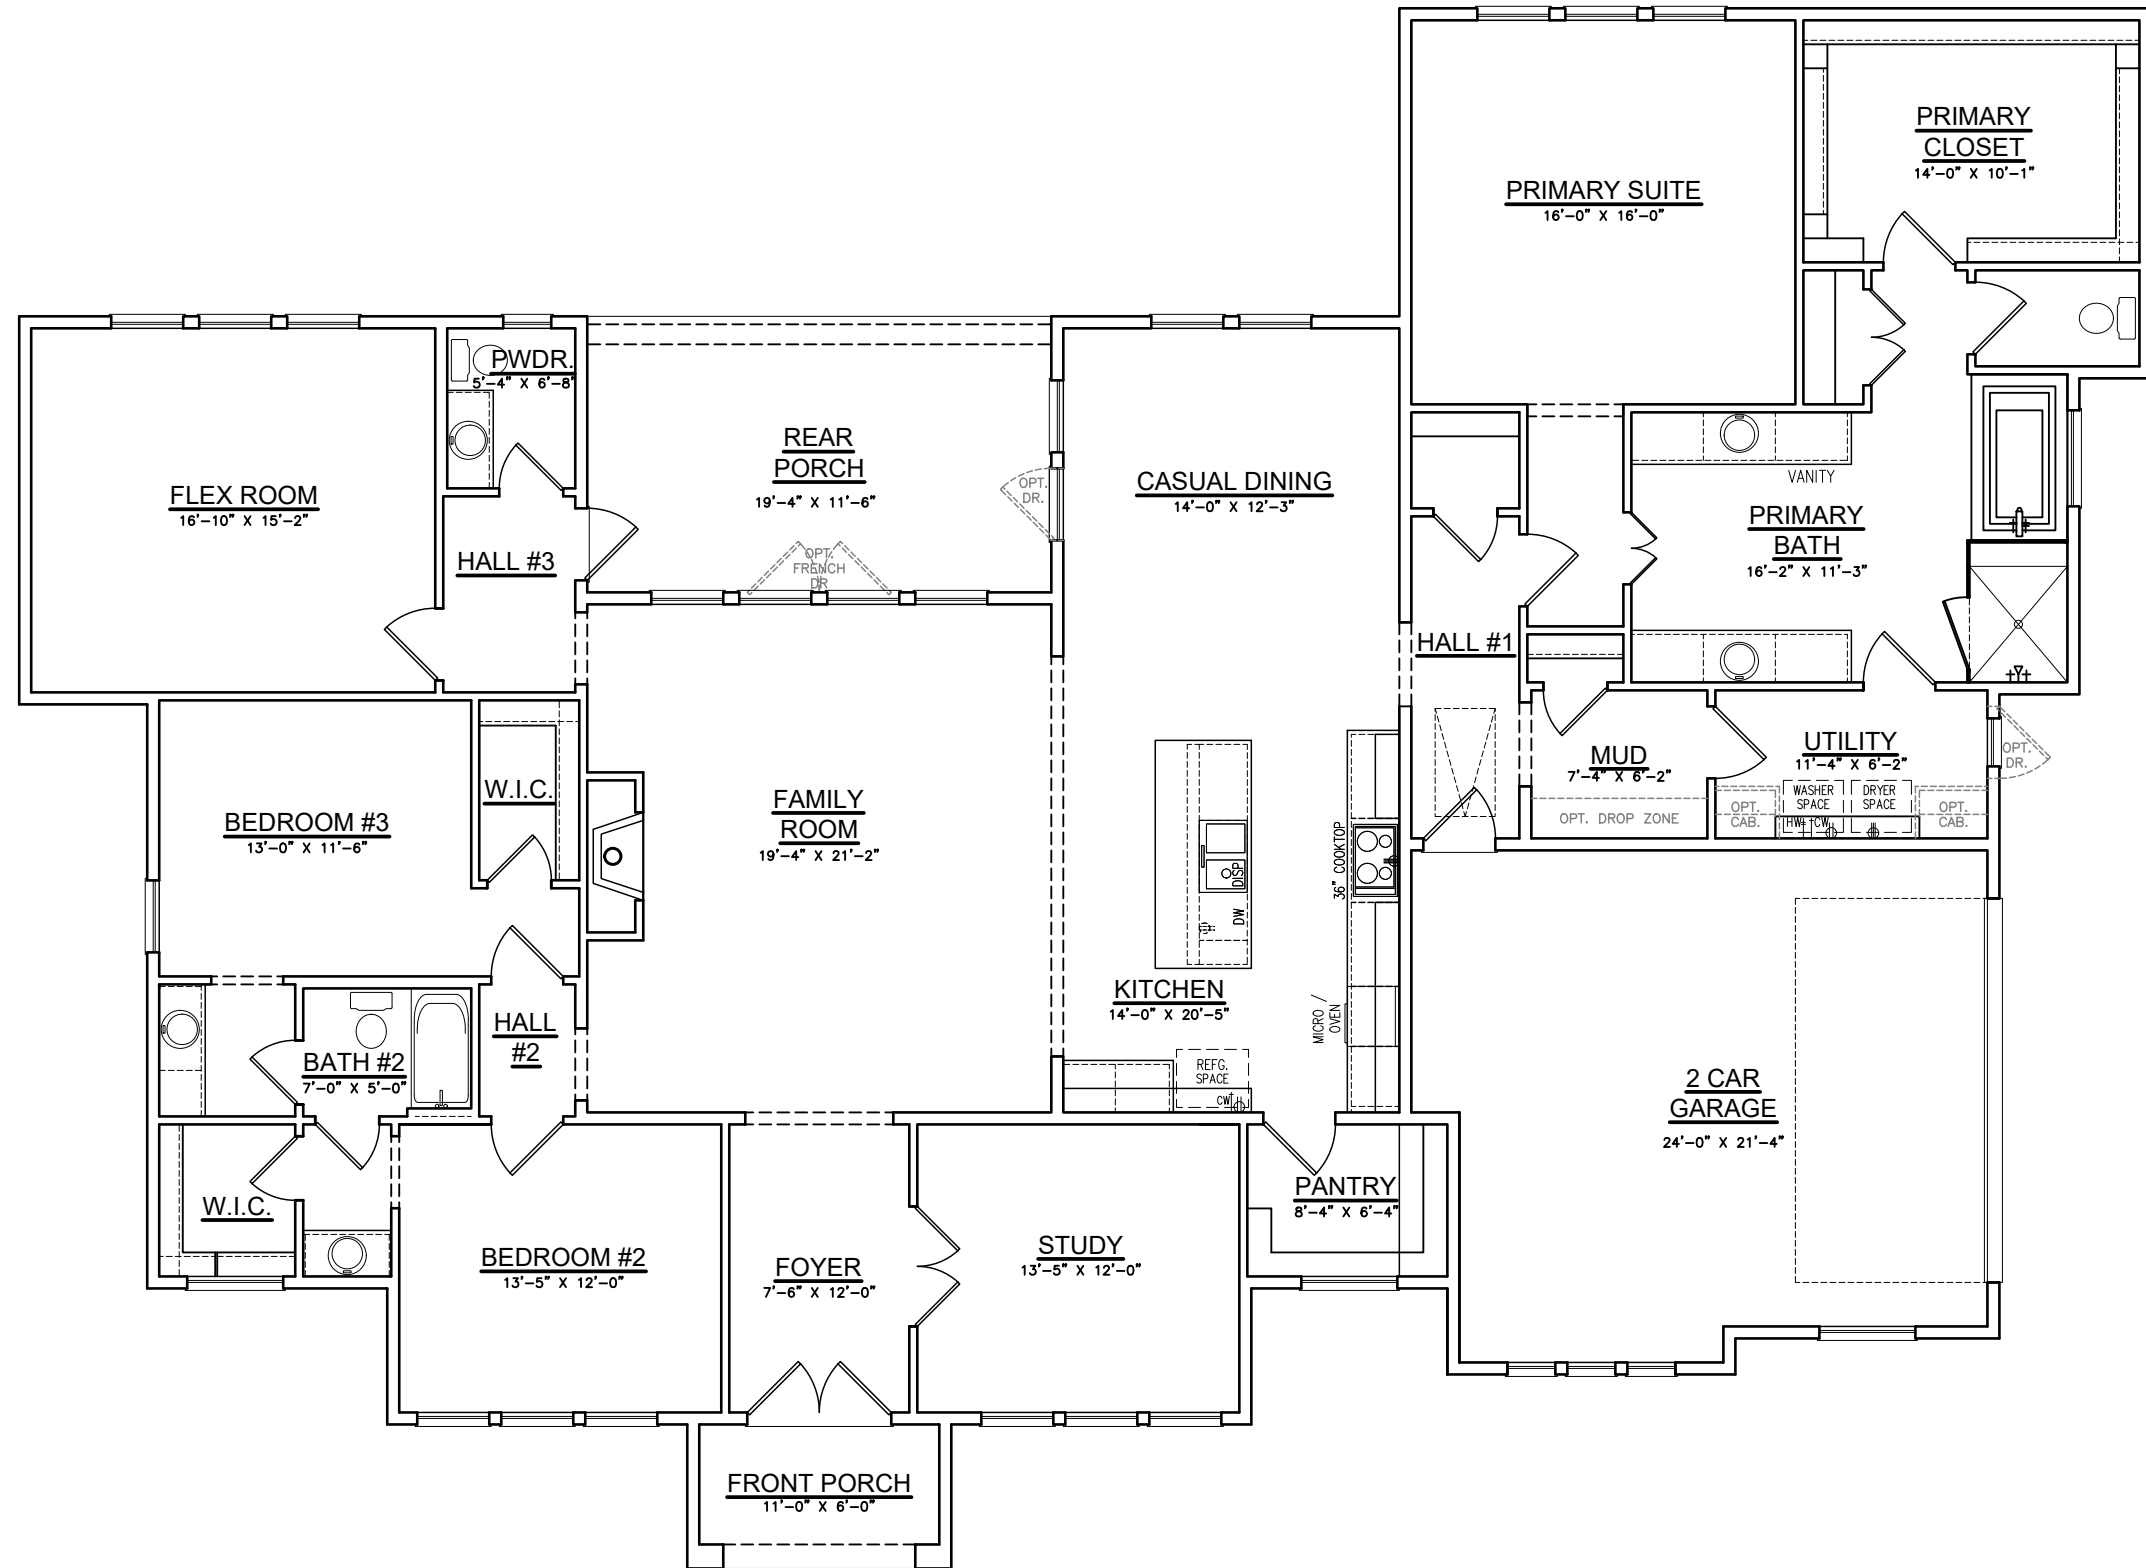 PRIMARY
CLOSET
14'-0" X 10'-1"
PRIMARY SUITE
16'-0" X 16'-0"
PWDR.
5'-4" X 6'-8"
REAR
PORCH
19'-4" X 11'-6"
OPT.
DR.
OPT.
FRENCH
DR
CASUAL DINING
14'-0" X 12'-3"
VANITY
PRIMARY
BATH
16'-2" X 11'-3"
FLEX ROOM
16'-10" X 15'-2"
HALL #3
HALL #1
MUD
7'-4" X 6'-2"
OPT. DROP ZONE
UTILITY
11'-4" X 6'-2"
OPT.
DR.
OPT.
CAB.
WASHER
SPACE
DRYER
SPACE
OPT.
CAB.
HW
CW
W.I.C.
BEDROOM #3
13'-0" X 11'-6"
FAMILY
ROOM
19'-4" X 21'-2"
36" COOKTOP
DISP
DW
KITCHEN
14'-0" X 20'-5"
MICRO /
OVEN
REFG.
SPACE
CW
HALL
#2
BATH #2
7'-0" X 5'-0"
2 CAR
GARAGE
24'-0" X 21'-4"
W.I.C.
BEDROOM #2
13'-5" X 12'-0"
FOYER
7'-6" X 12'-0"
STUDY
13'-5" X 12'-0"
PANTRY
8'-4" X 6'-4"
FRONT PORCH
11'-0" X 6'-0"